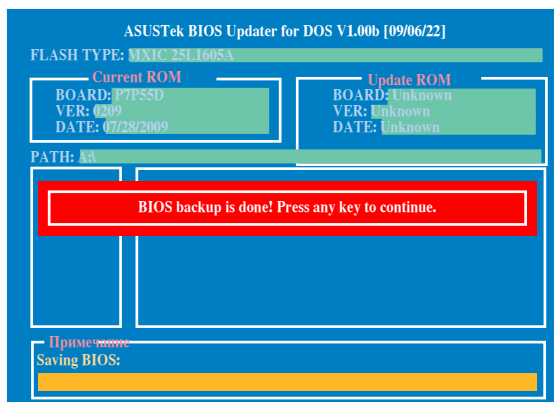 ASUSTek BIOS Updater for DOS V1.00b [09/06/22]
FLASH TYPE: MXIC 25L1605A
Current ROM
BOARD: P7P55D
VER: 0209
DATE: 07/28/2009
Update ROM
BOARD: Unknown
VER: Unknown
DATE: Unknown
PATH: A:\
BIOS backup is done! Press any key to continue.
Примечание
Saving BIOS: